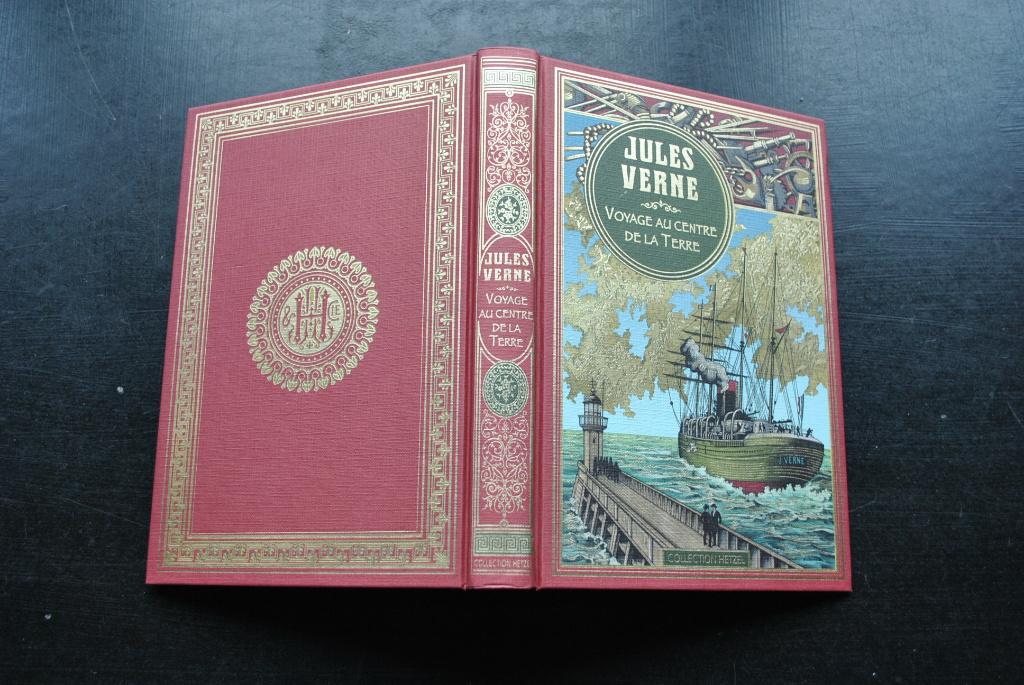 & H CIE
JULES
VERNE
VOYAGE
AU CENTRE
DE LA
TERRE
COLLECTION HETZEL
JULES
VERNE
VOYAGE AU CENTRE
DE LA TERRE
J. VERNE
COLLECTION HETZEL